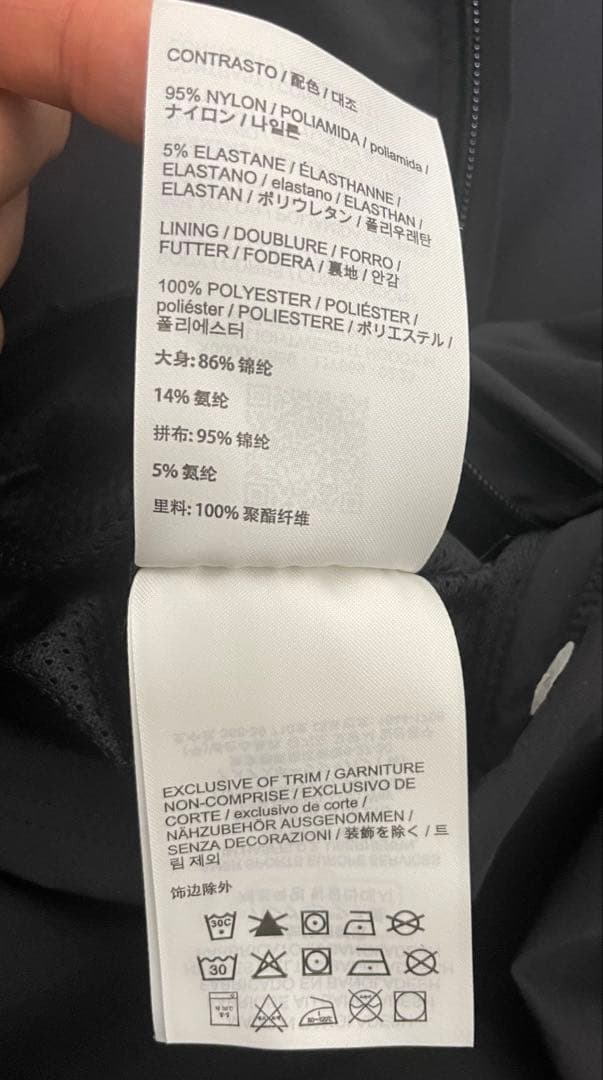 CONTRASTO / 配色 / 대조
95% NYLON / POLIAMIDA / poliamida /
ナイロン / 나일론
5% ELASTANE / ÉLASTHANNE /
ELASTANO / elastano / ELASTHAN /
ELASTAN / ポリウレタン / 폴리우레탄
LINING / DOUBLURE / FORRO /
FUTTER / FODERA / 裏地 / 안감
100% POLYESTER / POLIÉSTER /
poliéster / POLIESTERE / ポリエステル /
폴리에스터
大身: 86% 锦纶
14% 氨纶
拼布: 95% 锦纶
5% 氨纶
里料: 100% 聚酯纤维
EXCLUSIVE OF TRIM / GARNITURE
NON-COMPRISE / EXCLUSIVO DE
CORTE / exclusivo de corte /
NÄHZUBEHÖR AUSGENOMMEN /
SENZA DECORAZIONI / 装飾を除く / 트
림 제외
饰边除外
30C
30